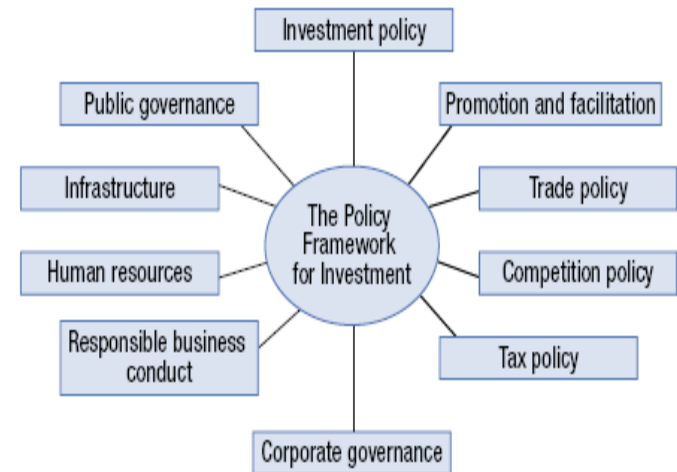 Investment policy
Public governance
Promotion and facilitation
Infrastructure
The Policy
Framework
for Investment
Trade policy
Human resources
Competition policy
Responsible business
conduct
Tax policy
Corporate governance